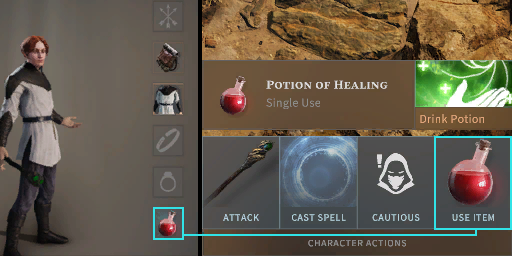 POTION OF HEALING
Single Use
Drink Potion
ATTACK
CAST SPELL
CAUTIOUS
USE ITEM
CHARACTER ACTIONS